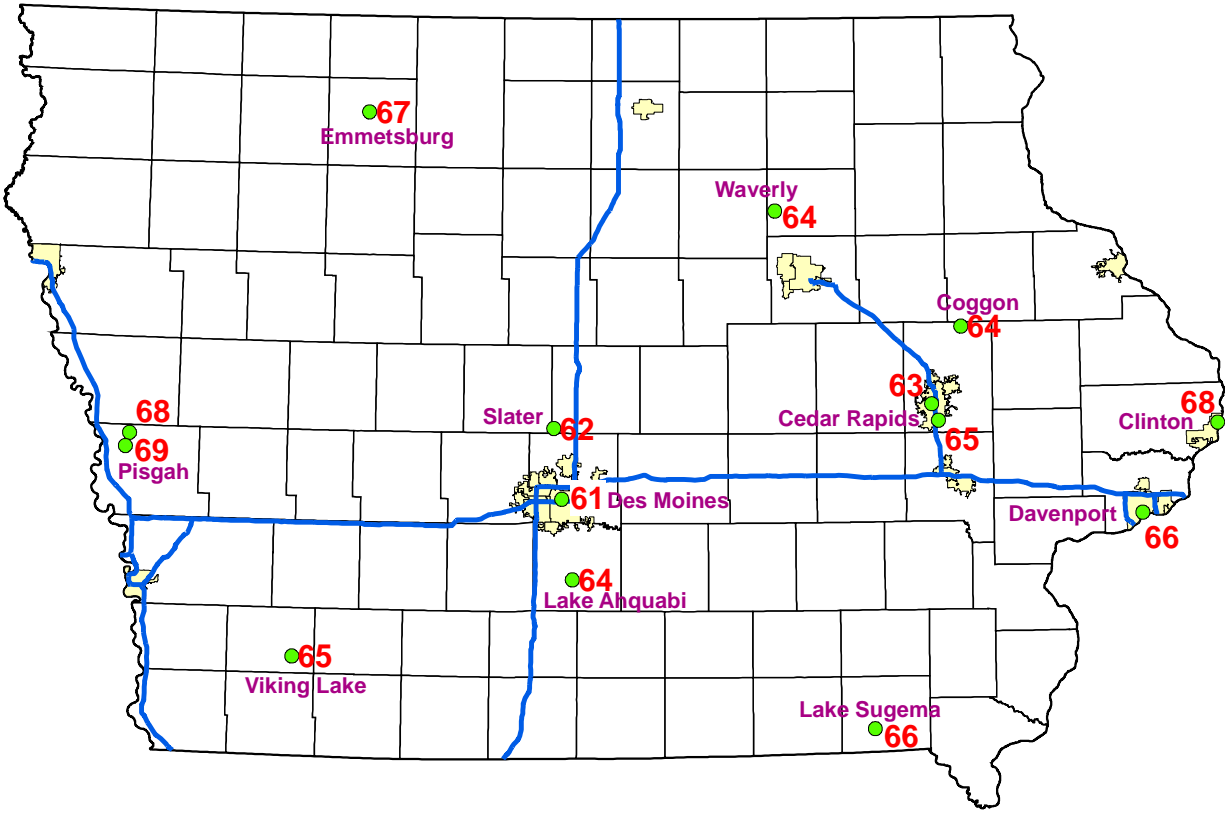 67
Emmetsburg
Waverly
64
Coggon
64
63
Cedar Rapids
65
68
Clinton
Slater
62
68
69
Pisgah
61 Des Moines
Davenport
66
64
Lake Ahquabi
65
Viking Lake
Lake Sugema
66